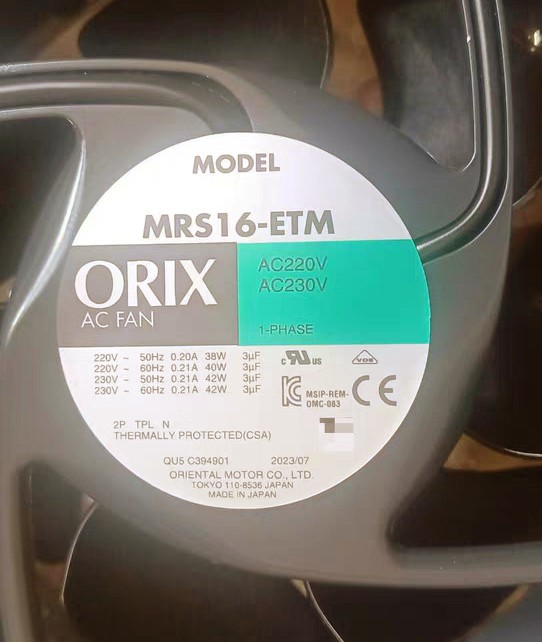 MODEL
MRS16-ETM
ORIX
AC FAN
AC220V
AC230V
1-PHASE
220V ~ 50Hz 0.20A 38W 3μF
220V ~ 60Hz 0.21A 40W 3μF
230V ~ 50Hz 0.21A 42W 3μF
230V ~ 60Hz 0.21A 42W 3μF
c RU us
VDE
MSIP-REM-
OMC-083
CE
2P TPL N
THERMALLY PROTECTED(CSA)
QU5 C394901 2023/07
ORIENTAL MOTOR CO., LTD.
TOKYO 110-8536 JAPAN
MADE IN JAPAN